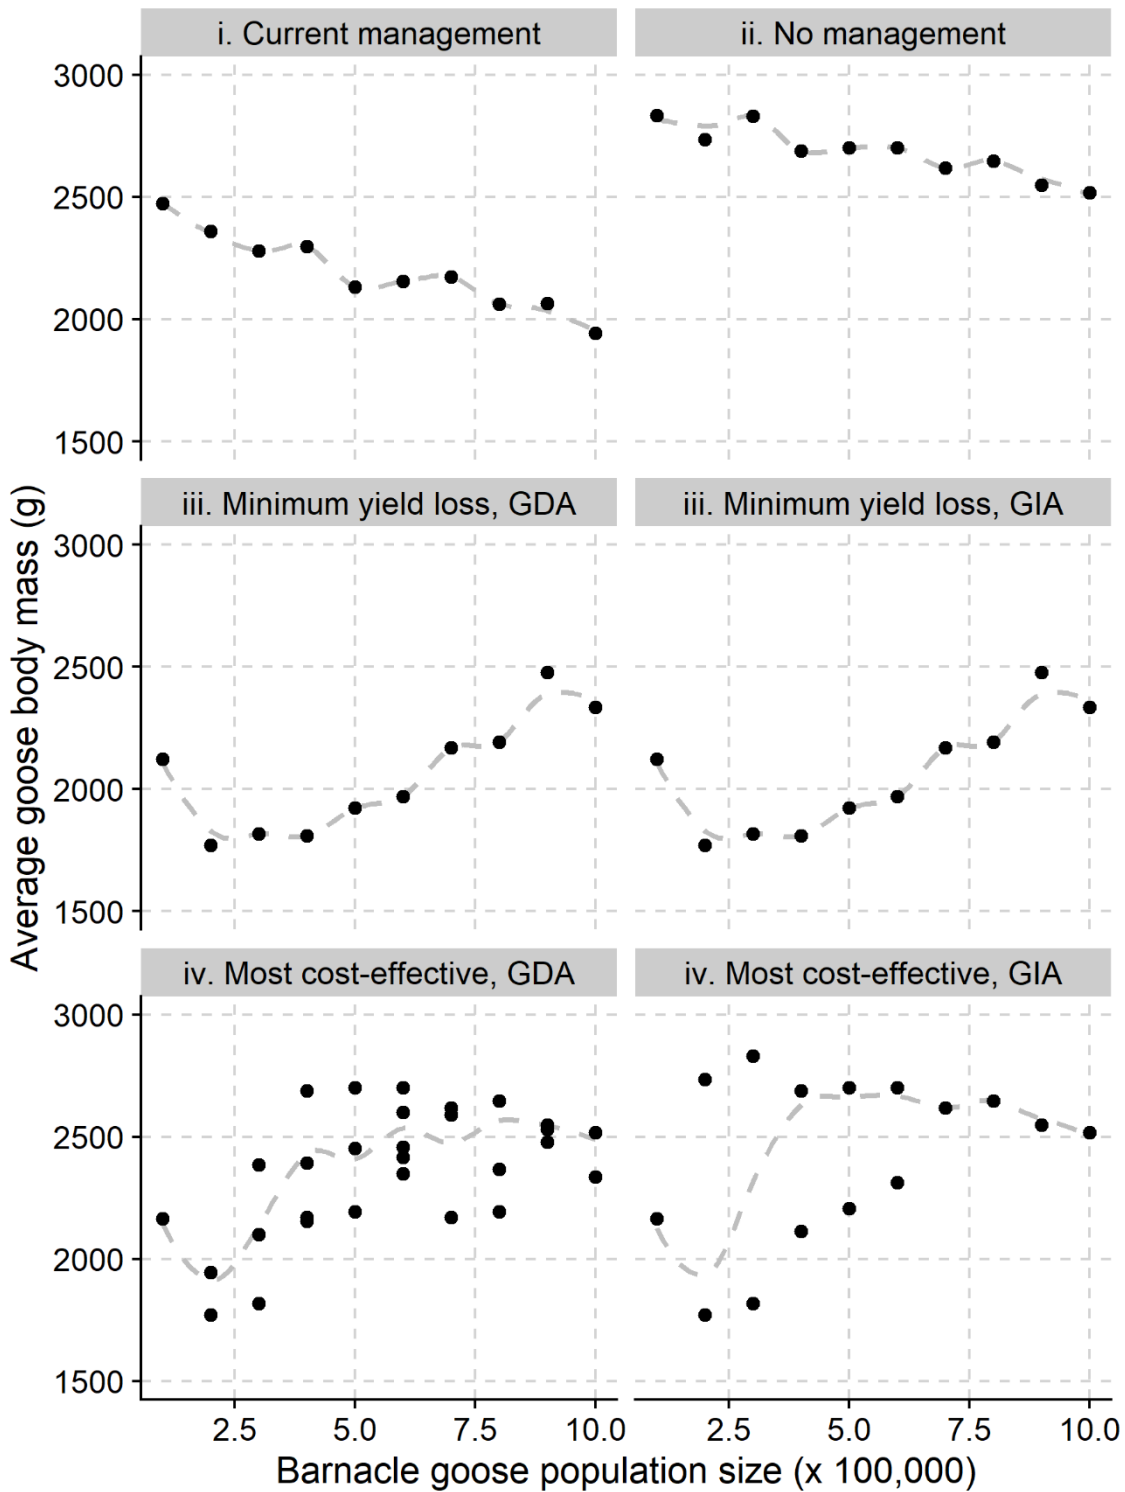 i. Current management
ii. No management
3000
2500
2000
1500
iii. Minimum yield loss, GDA
iii. Minimum yield loss, GIA
3000
2500
2000
1500
iv. Most cost-effective, GDA
iv. Most cost-effective, GIA
3000
2500
2000
1500
2.5 5.0 7.5 10.0
2.5 5.0 7.5 10.0
Average goose body mass (g)
Barnacle goose population size (x 100,000)